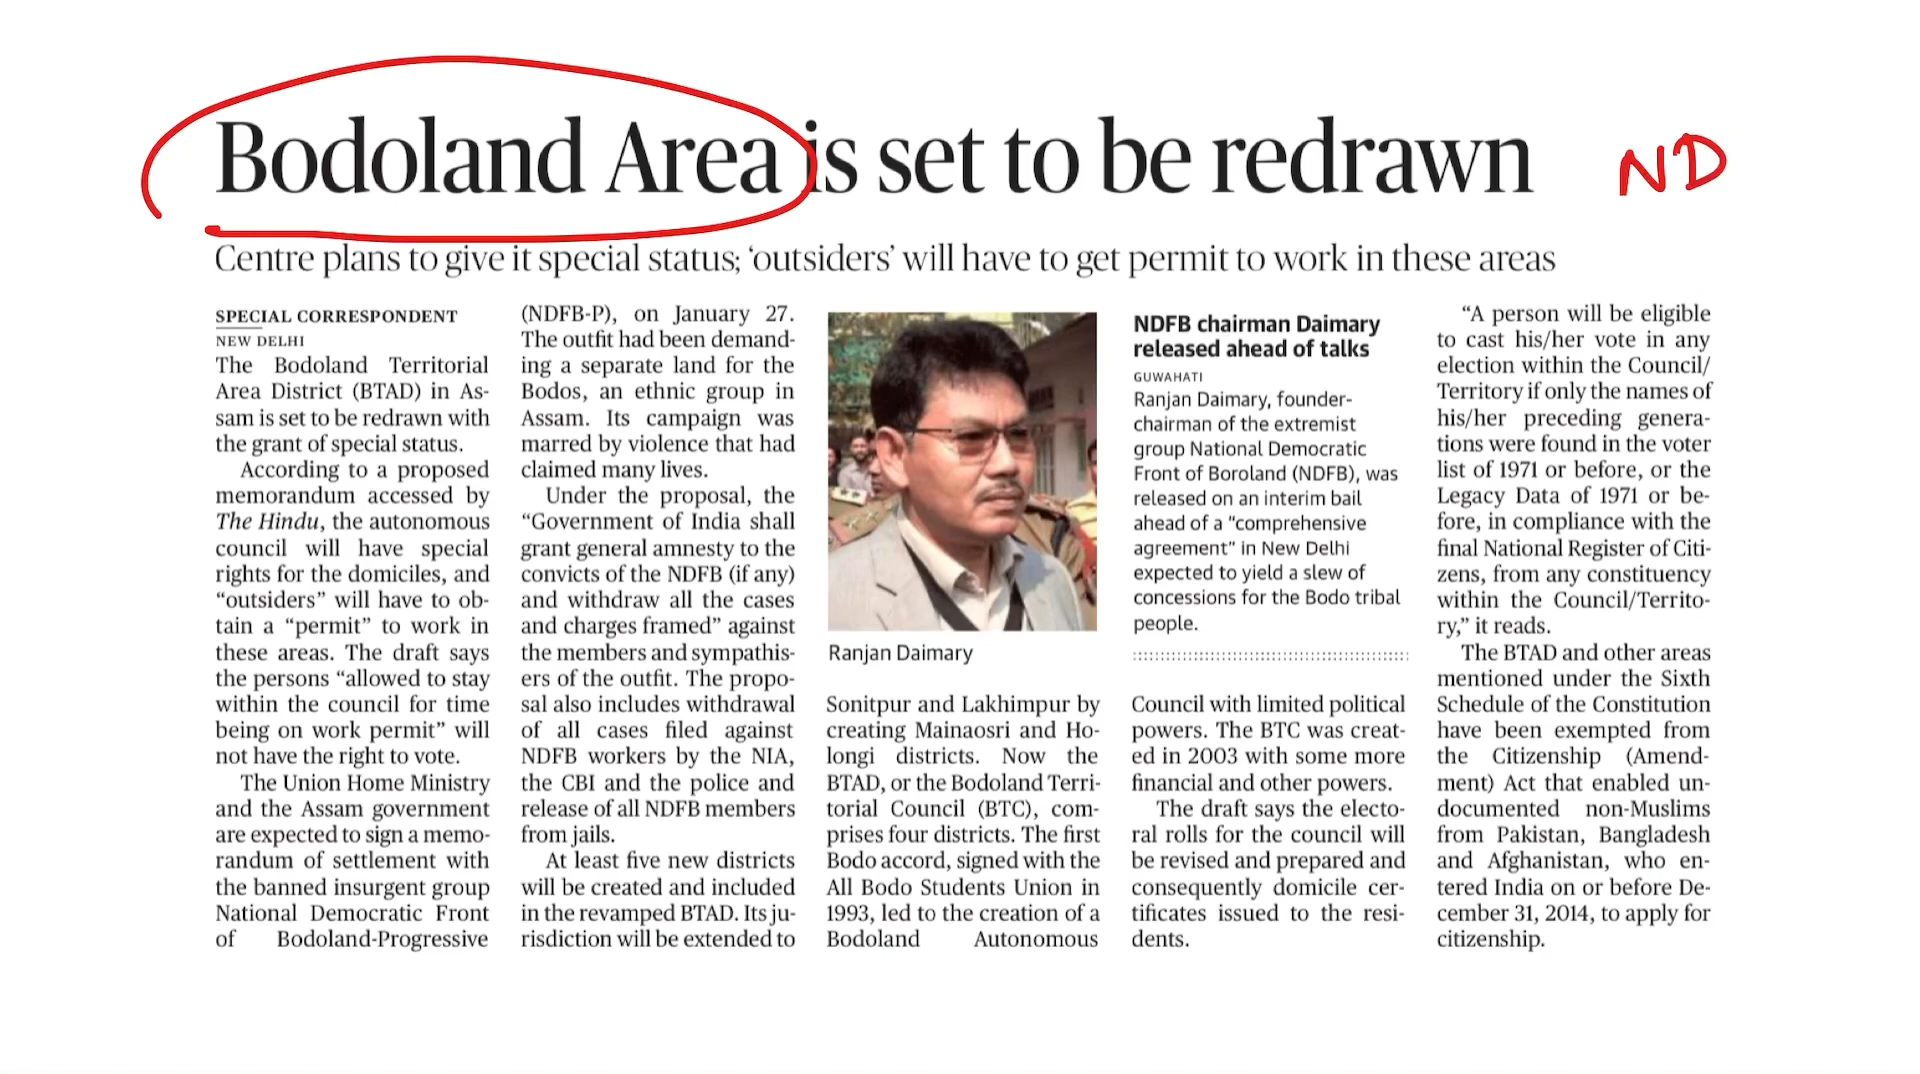 Bodoland Area is set to be redrawn
ND
Centre plans to give it special status; ‘outsiders’ will have to get permit to work in these areas
SPECIAL CORRESPONDENT
NEW DELHI
The Bodoland Territorial
Area District (BTAD) in As-
sam is set to be redrawn with
the grant of special status.
According to a proposed
memorandum accessed by
The Hindu, the autonomous
council will have special
rights for the domiciles, and
“outsiders” will have to ob-
tain a “permit” to work in
these areas. The draft says
the persons “allowed to stay
within the council for time
being on work permit” will
not have the right to vote.
The Union Home Ministry
and the Assam government
are expected to sign a memo-
randum of settlement with
the banned insurgent group
National Democratic Front
of Bodoland-Progressive
(NDFB-P), on January 27.
The outfit had been demand-
ing a separate land for the
Bodos, an ethnic group in
Assam. Its campaign was
marred by violence that had
claimed many lives.
Under the proposal, the
“Government of India shall
grant general amnesty to the
convicts of the NDFB (if any)
and withdraw all the cases
and charges framed” against
the members and sympathis-
ers of the outfit. The propo-
sal also includes withdrawal
of all cases filed against
NDFB workers by the NIA,
the CBI and the police and
release of all NDFB members
from jails.
At least five new districts
will be created and included
in the revamped BTAD. Its ju-
risdiction will be extended to
Ranjan Daimary
Sonitpur and Lakhimpur by
creating Mainaosri and Ho-
longi districts. Now the
BTAD, or the Bodoland Terri-
torial Council (BTC), com-
prises four districts. The first
Bodo accord, signed with the
All Bodo Students Union in
1993, led to the creation of a
Bodoland Autonomous
NDFB chairman Daimary
released ahead of talks
GUWAHATI
Ranjan Daimary, founder-
chairman of the extremist
group National Democratic
Front of Boroland (NDFB), was
released on an interim bail
ahead of a “comprehensive
agreement” in New Delhi
expected to yield a slew of
concessions for the Bodo tribal
people.
Council with limited political
powers. The BTC was creat-
ed in 2003 with some more
financial and other powers.
The draft says the electo-
ral rolls for the council will
be revised and prepared and
consequently domicile cer-
tificates issued to the resi-
dents.
“A person will be eligible
to cast his/her vote in any
election within the Council/
Territory if only the names of
his/her preceding genera-
tions were found in the voter
list of 1971 or before, or the
Legacy Data of 1971 or be-
fore, in compliance with the
final National Register of Citi-
zens, from any constituency
within the Council/Territo-
ry,” it reads.
The BTAD and other areas
mentioned under the Sixth
Schedule of the Constitution
have been exempted from
the Citizenship (Amend-
ment) Act that enabled un-
documented non-Muslims
from Pakistan, Bangladesh
and Afghanistan, who en-
tered India on or before De-
cember 31, 2014, to apply for
citizenship.